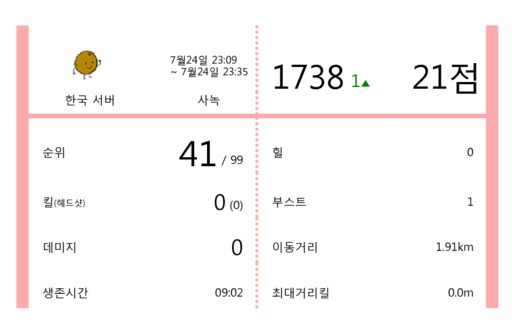 7월24일 23:09
~ 7월24일 23:35
한국 서버 사녹
1738 1▲ 21점
순위 41 / 99
힐 0
킬(헤드샷) 0 (0)
부스트 1
데미지 0
이동거리 1.91km
생존시간 09:02
최대거리킬 0.0m